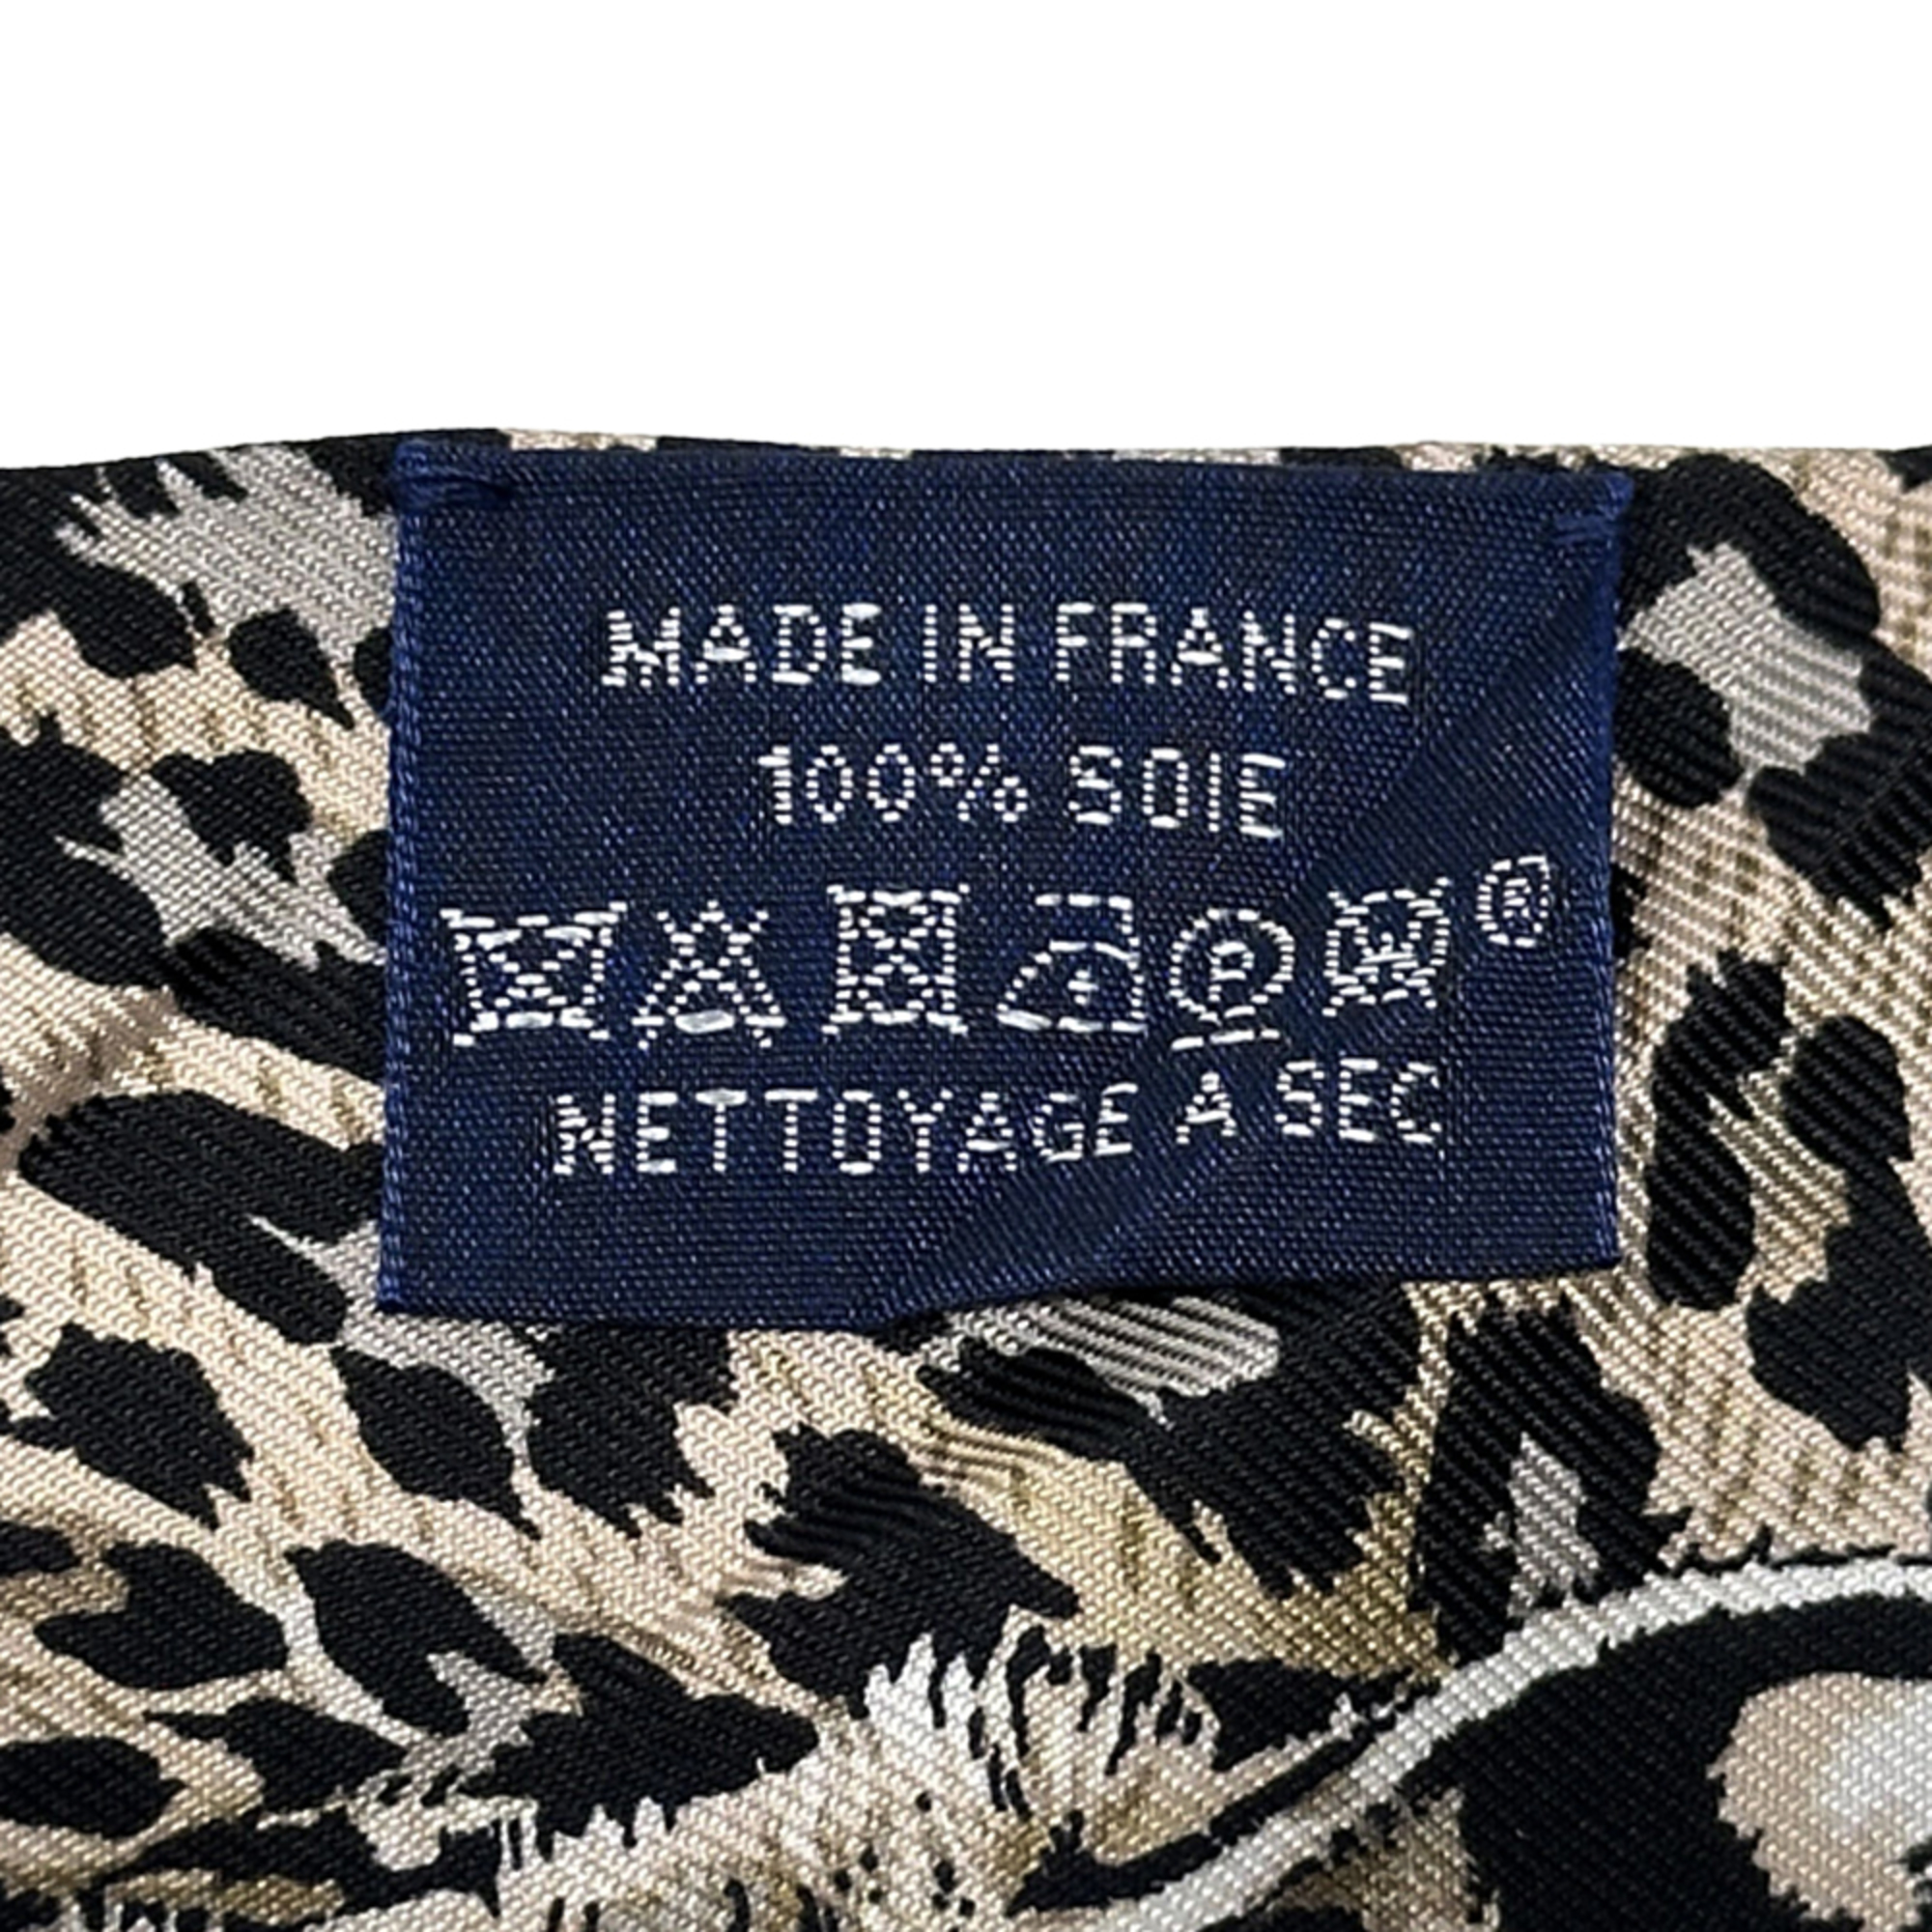 MADE IN FRANCE
100% SOIE
P W ®
NETTOYAGE A SEC